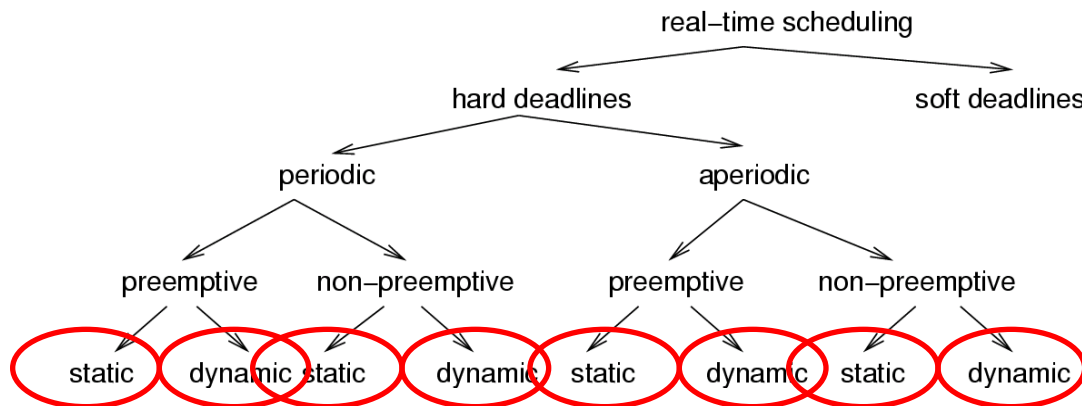 real-time scheduling
hard deadlines soft deadlines
periodic aperiodic
preemptive non-preemptive preemptive non-preemptive
static dynamic static dynamic static dynamic static dynamic